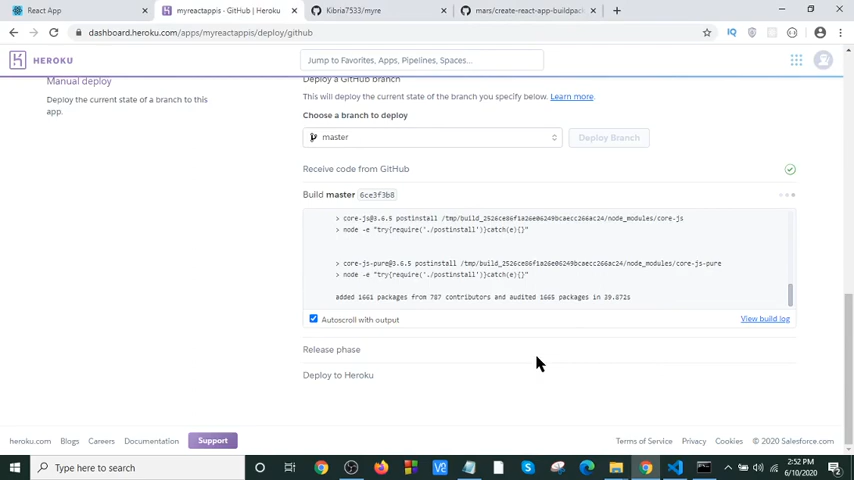 React App
myreactappis - GitHub | Heroku
Kibria7533/myre
mars/create-react-app-buildpack
dashboard.heroku.com/apps/myreactappis/deploy/github
IQ
HEROKU
Jump to Favorites, Apps, Pipelines, Spaces...
Manual deploy
Deploy the current state of a branch to this
app.
Deploy a GitHub branch
This will deploy the current state of the branch you specify below. Learn more.
Choose a branch to deploy
master
Deploy Branch
Receive code from GitHub
Build master 6ce3f3b8
> core-js@3.6.5 postinstall /tmp/build_2526ce86f1a26e06249bcaecc266ac24/node_modules/core-js
> node -e "try{require('./postinstall')}catch(e){}"
> core-js-pure@3.6.5 postinstall /tmp/build_2526ce86f1a26e06249bcaecc266ac24/node_modules/core-js-pure
> node -e "try{require('./postinstall')}catch(e){}"
added 1661 packages from 787 contributors and audited 1665 packages in 39.872s
Autoscroll with output
View build log
Release phase
Deploy to Heroku
heroku.com
Blogs
Careers
Documentation
Support
Terms of Service
Privacy
Cookies
© 2020 Salesforce.com
Type here to search
2:52 PM
6/10/2020
2